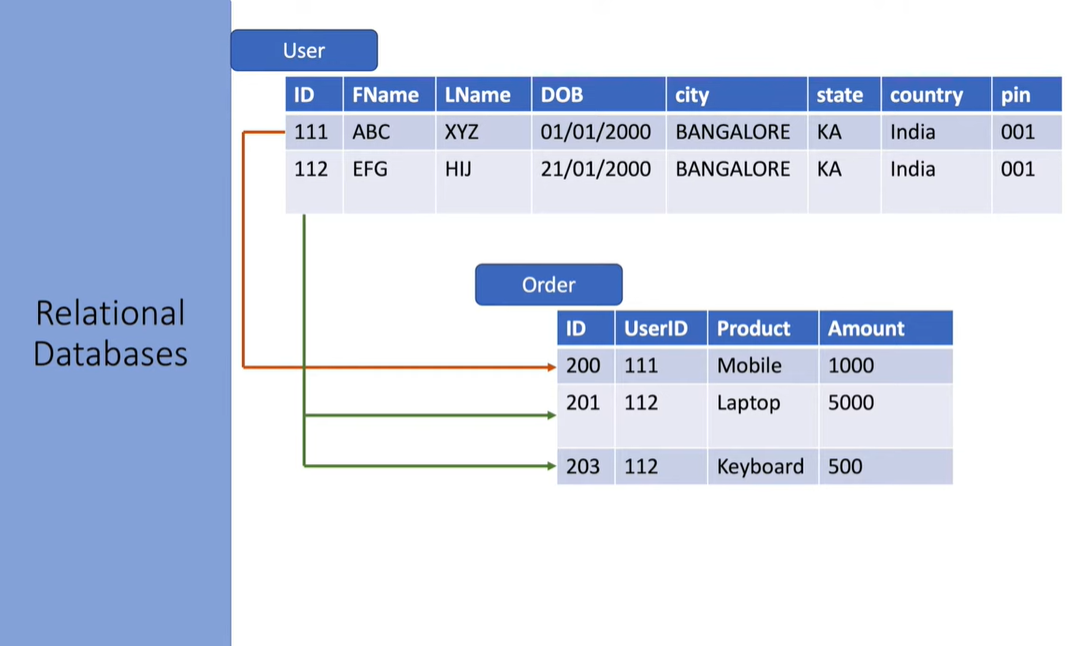 User
ID FName LName DOB city state country pin
111 ABC XYZ 01/01/2000 BANGALORE KA India 001
112 EFG HIJ 21/01/2000 BANGALORE KA India 001
Relational
Databases
Order
ID UserID Product Amount
200 111 Mobile 1000
201 112 Laptop 5000
203 112 Keyboard 500